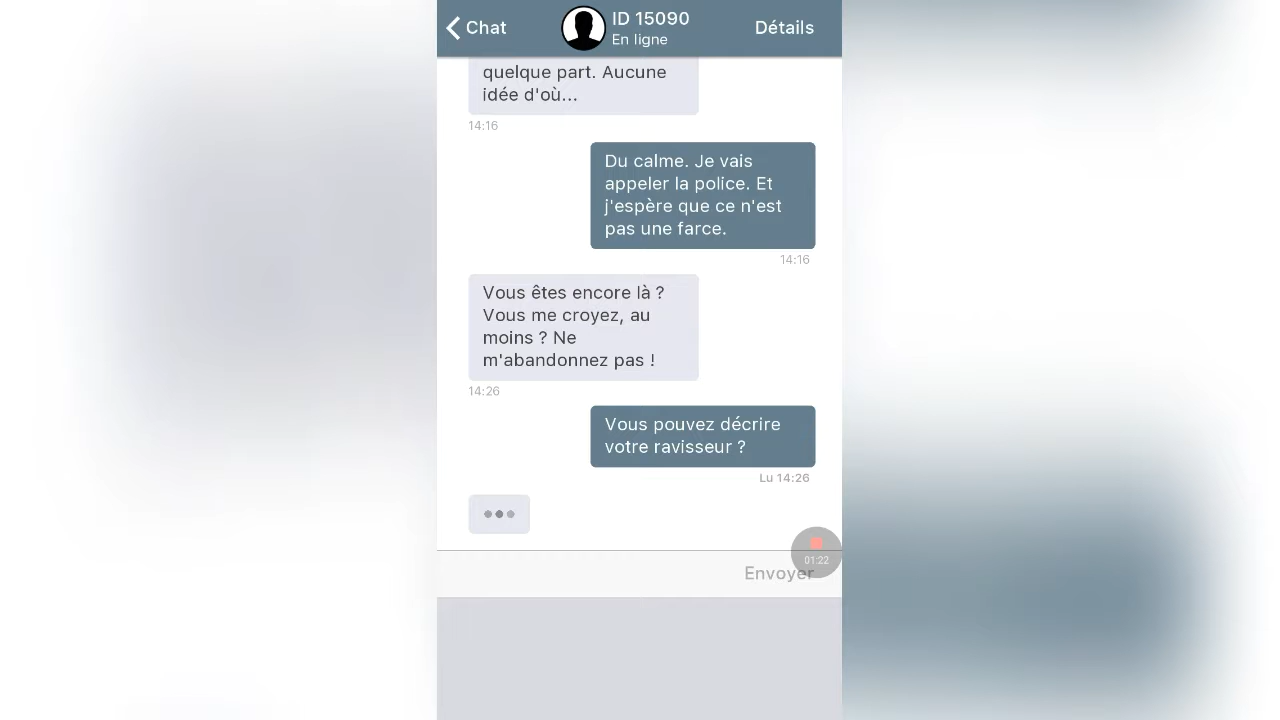 Chat
ID 15090
En ligne
Détails
quelque part. Aucune
idée d'où...
14:16
Du calme. Je vais
appeler la police. Et
j'espère que ce n'est
pas une farce.
14:16
Vous êtes encore là ?
Vous me croyez, au
moins ? Ne
m'abandonnez pas !
14:26
Vous pouvez décrire
votre ravisseur ?
Lu 14:26
01:22
Envoyer